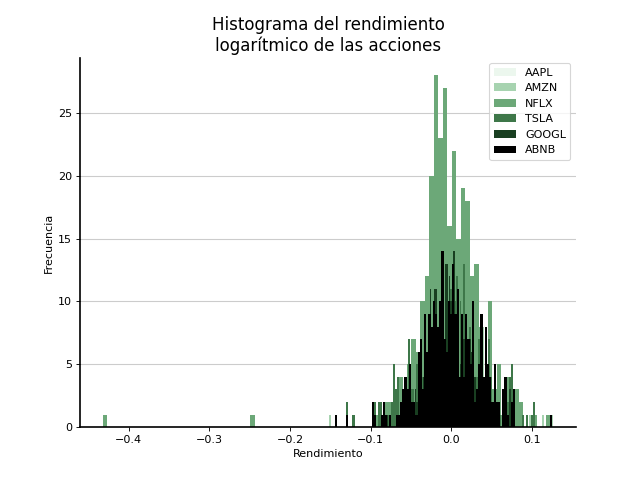 Histograma del rendimiento
logarítmico de las acciones
AAPL
AMZN
NFLX
TSLA
GOOGL
ABNB
Frecuencia
25
20
15
10
5
0
−0.4
−0.3
−0.2
−0.1
0.0
0.1
Rendimiento